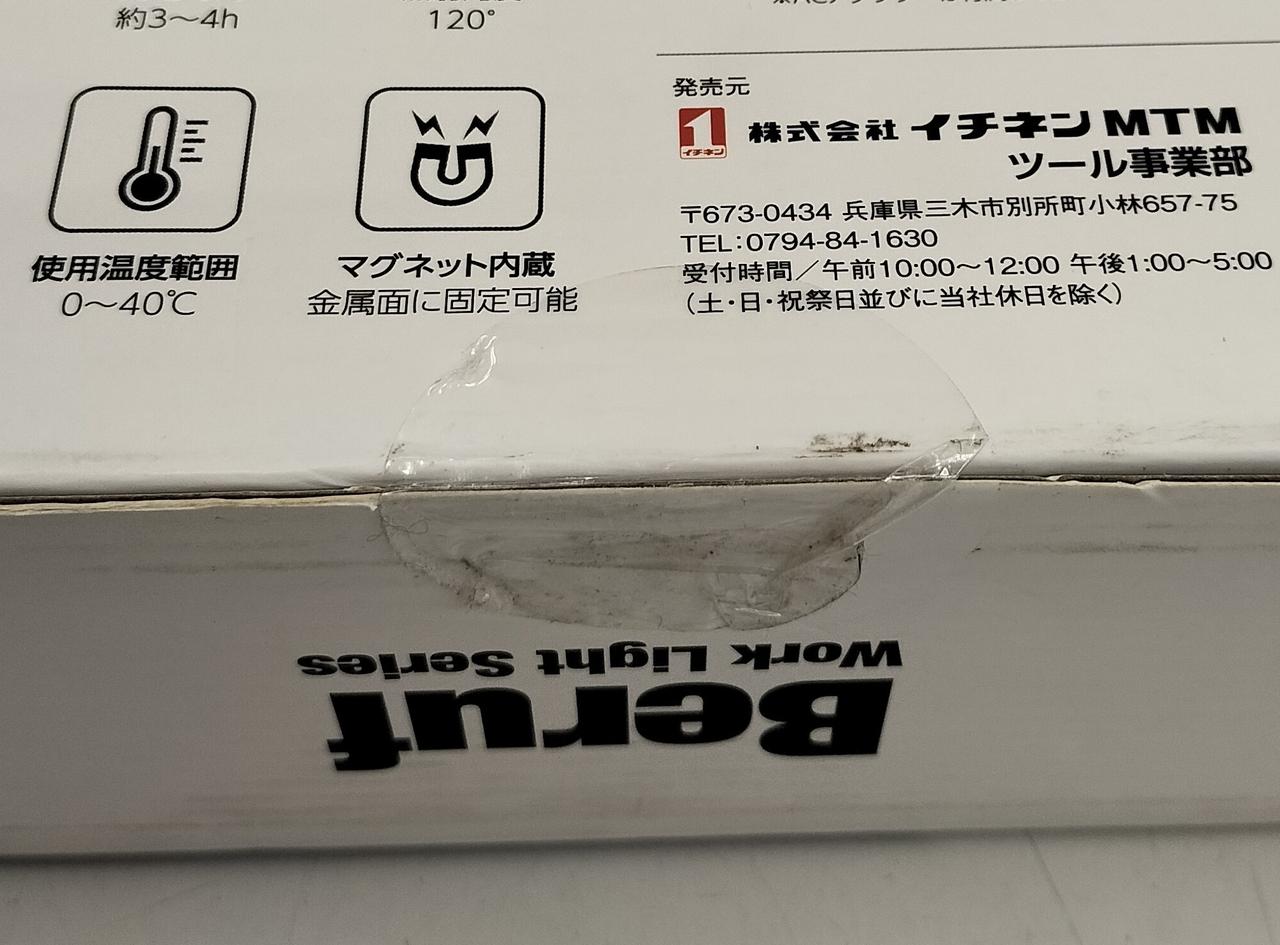 約3～4h
120°
使用温度範囲
0～40℃
マグネット内蔵
金属面に固定可能
発売元
イチネン
株式会社 イチネンMTM
ツール事業部
〒673-0434 兵庫県三木市別所町小林657-75
TEL：0794-84-1630
受付時間／午前10:00～12:00 午後1:00～5:00
（土・日・祝祭日並びに当社休日を除く）
Beruf
Work Light Series